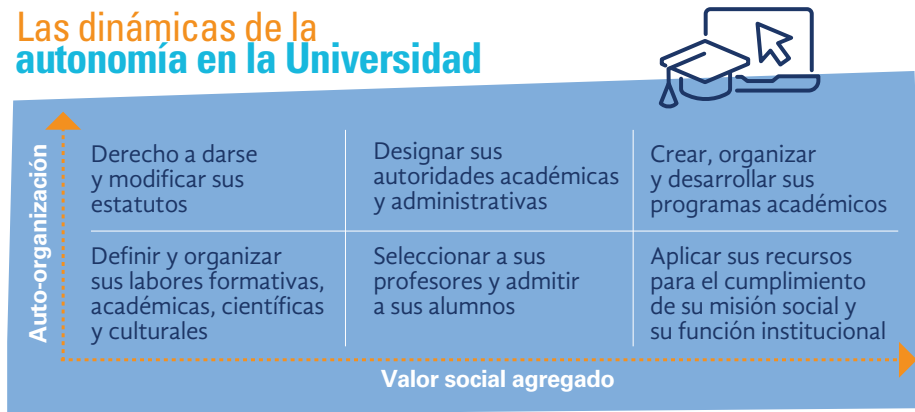 Las dinámicas de la
autonomía en la Universidad
Auto-organización
Derecho a darse
y modificar sus
estatutos
Designar sus
autoridades académicas
y administrativas
Crear, organizar
y desarrollar sus
programas académicos
Definir y organizar
sus labores formativas,
académicas, científicas
y culturales
Seleccionar a sus
profesores y admitir
a sus alumnos
Aplicar sus recursos
para el cumplimiento
de su misión social y
su función institucional
Valor social agregado